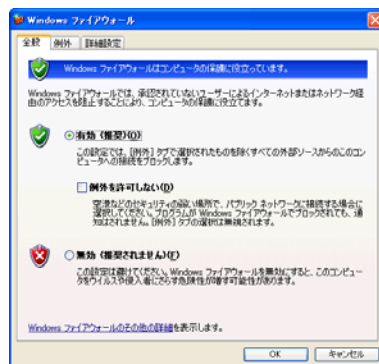 Windows ファイアウォール
全般 例外 詳細設定
Windows ファイアウォールはコンピュータの保護に役立っています。
Windows ファイアウォールでは、承認されていないユーザーによるインターネットまたはネットワーク経
由のアクセスを阻止することにより、コンピュータの保護に役立てます。
有効 (推奨)(O)
この設定では、[例外] タブで選択されたものを除くすべての外部ソースからのこのコン
ピュータへの接続をブロックします。
例外を許可しない(D)
空港などのセキュリティの弱い場所で、パブリック ネットワークに接続する場合に
選択してください。プログラムが Windows ファイアウォールでブロックされても、通
知はされません。[例外] タブの選択は無視されます。
無効 (推奨されません)(F)
この設定は避けてください。Windows ファイアウォールを無効にすると、このコンピュー
タをウイルスや侵入者にさらす危険性が増す可能性があります。
Windows ファイアウォールのその他の詳細を表示します。
OK キャンセル